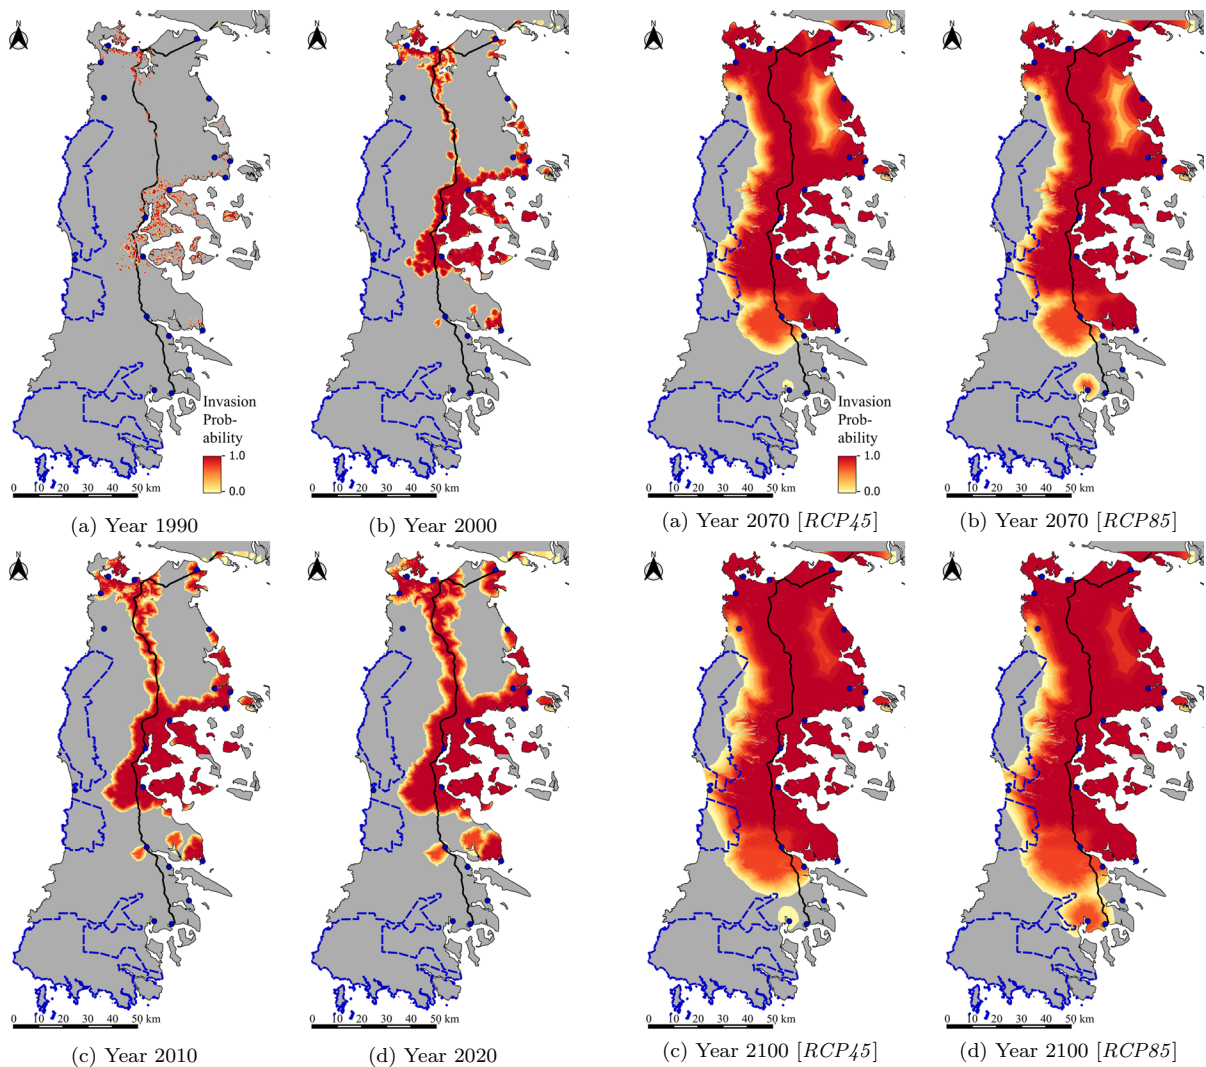 N N N N
Invasion
Prob-
ability
1.0
0.0
Invasion
Prob-
ability
1.0
0.0
0 10 20 30 40 50 km 0 10 20 30 40 50 km 0 10 20 30 40 50 km 0 10 20 30 40 50 km
(a) Year 1990 (b) Year 2000 (a) Year 2070 [RCP45] (b) Year 2070 [RCP85]
N N N N
0 10 20 30 40 50 km 0 10 20 30 40 50 km 0 10 20 30 40 50 km 0 10 20 30 40 50 km
(c) Year 2010 (d) Year 2020 (c) Year 2100 [RCP45] (d) Year 2100 [RCP85]